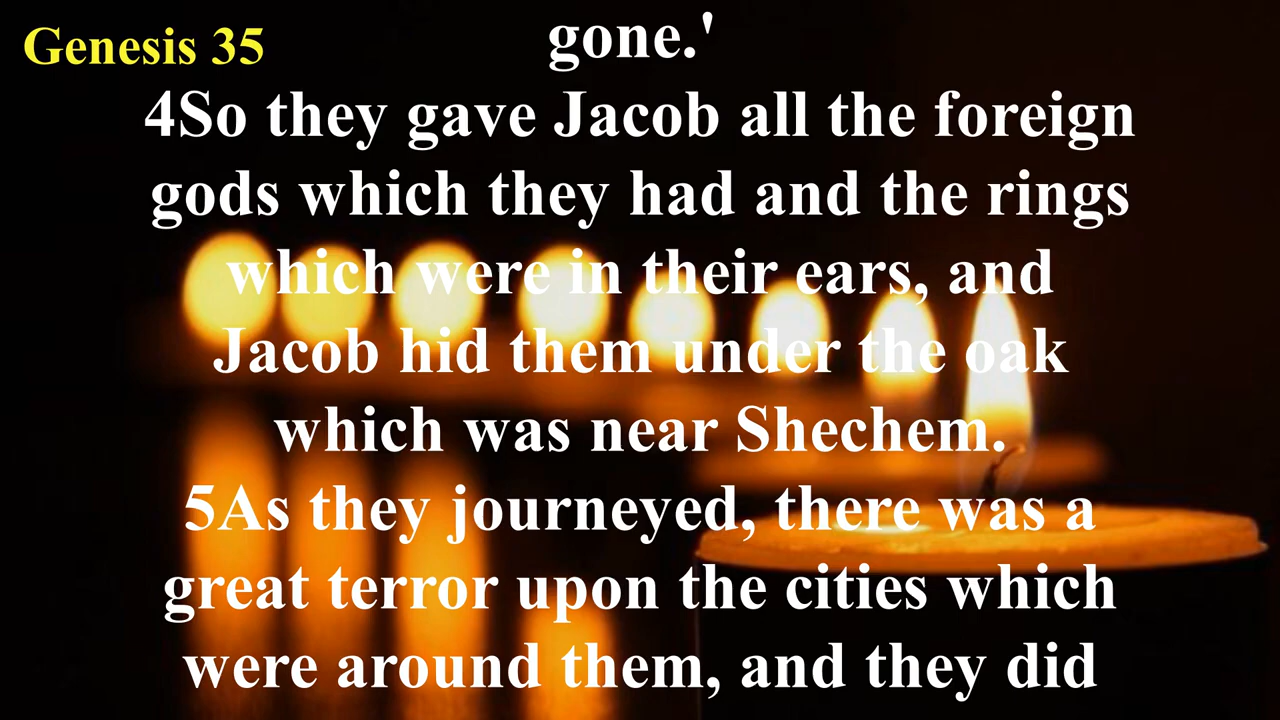 Genesis 35
gone.'
4So they gave Jacob all the foreign
gods which they had and the rings
which were in their ears, and
Jacob hid them under the oak
which was near Shechem.
5As they journeyed, there was a
great terror upon the cities which
were around them, and they did